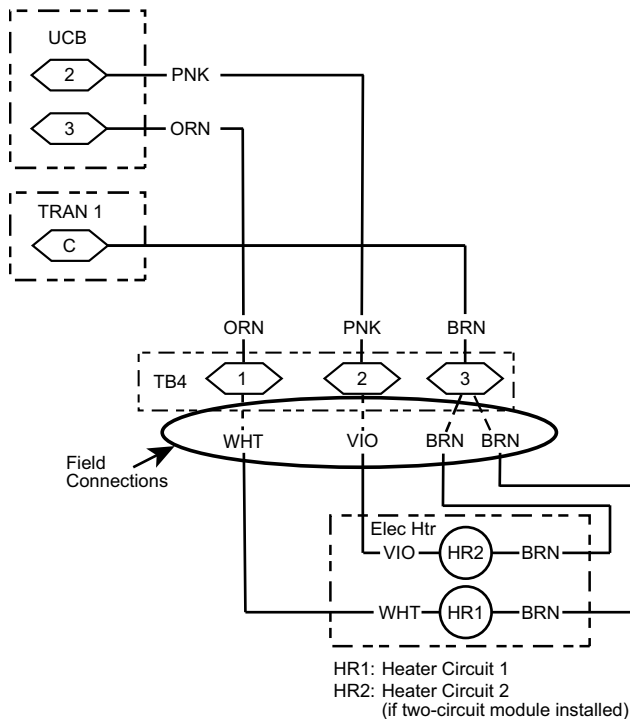 UCB
2 PNK
3 ORN
TRAN 1
C
ORN PNK BRN
TB4 1 2 3
WHT VIO BRN BRN
Field
Connections
Elec Htr
VIO HR2 BRN
WHT HR1 BRN
HR1: Heater Circuit 1
HR2: Heater Circuit 2
(if two-circuit module installed)